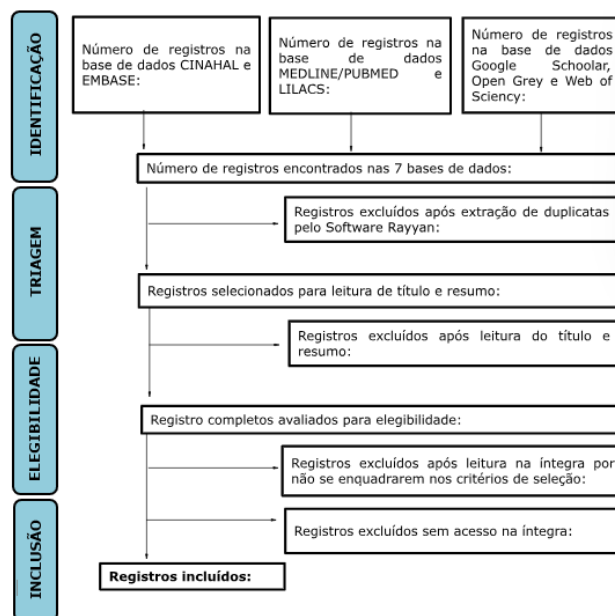 IDENTIFICAÇÃO
Número de registros na
base de dados CINAHAL e
EMBASE:
Número de registros na
base de dados
MEDLINE/PUBMED e
LILACS:
Número de registros
na base de dados
Google Schoolar,
Open Grey e Web of
Sciency:
Número de registros encontrados nas 7 bases de dados:
TRIAGEM
Registros excluídos após extração de duplicatas
pelo Software Rayyan:
Registros selecionados para leitura de título e resumo:
Registros excluídos após leitura do título e
resumo:
ELEGIBILIDADE
Registro completos avaliados para elegibilidade:
Registros excluídos após leitura na íntegra por
não se enquadrarem nos critérios de seleção:
INCLUSÃO
Registros excluídos sem acesso na íntegra:
Registros incluídos: